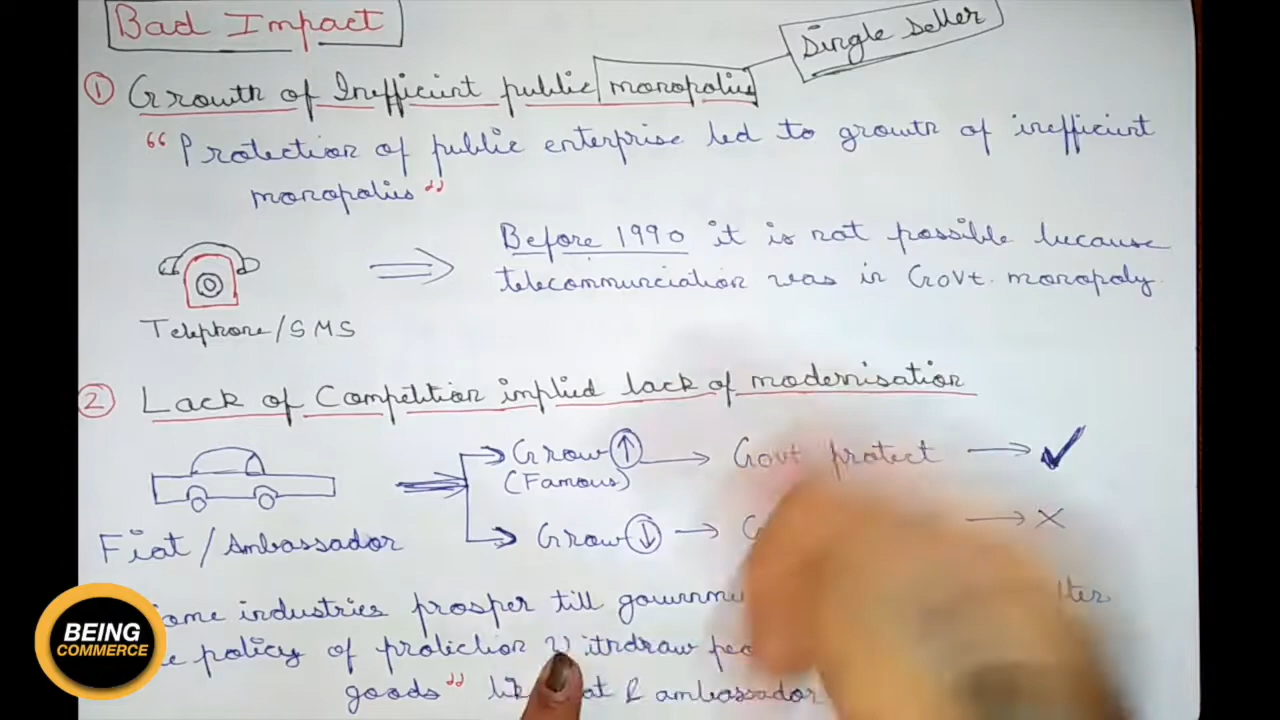 Bad Impact
Single Seller
① Growth of Inefficient public monopolies
“Protection of public enterprise led to growth of inefficient
monopolies”
Before 1990 it is not possible because
telecommunciation was in Govt. monopoly.
Telephone/SMS
② Lack of Competition implied lack of modernisation
Grow ↑ → Govt protect → ✓
(Famous)
Grow ↓ → → ×
Fiat / Ambassador
industries prosper till
policy of protection withdraw
goods” & ambassador
BEING
COMMERCE